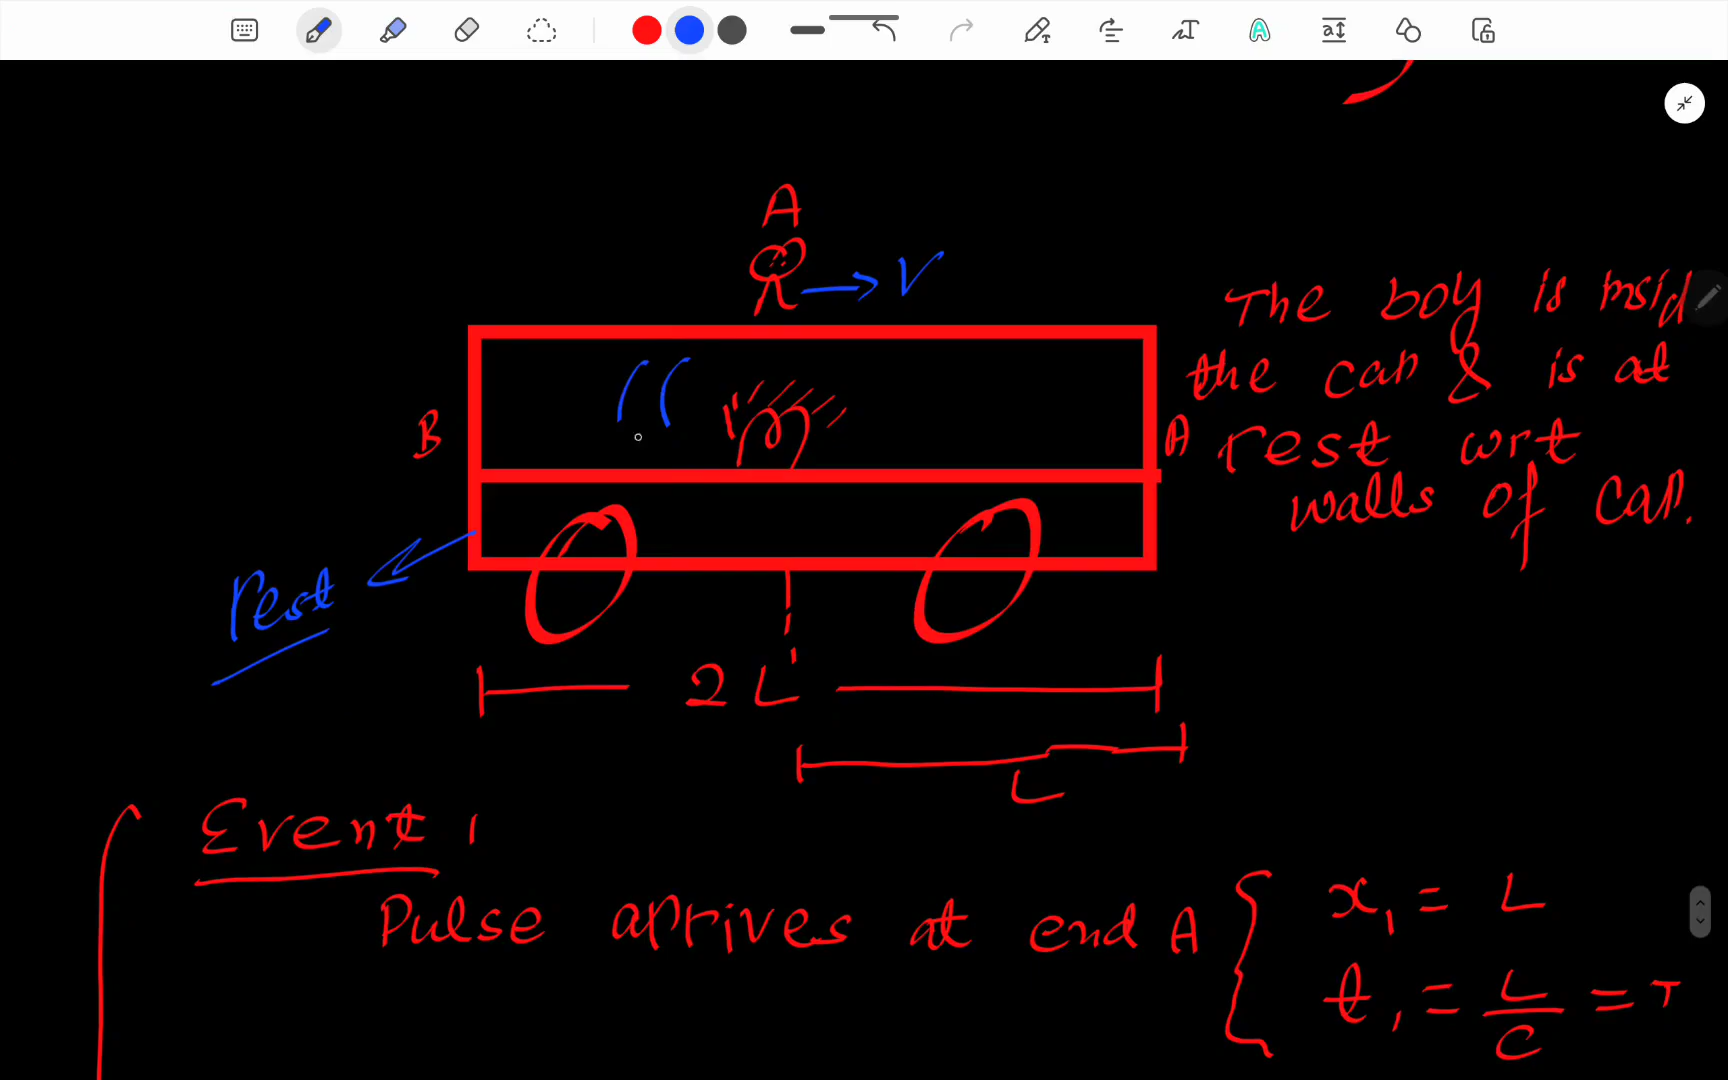 A
→ V
The boy is insid
the car & is at
rest wrt
walls of car.
B
A
rest
2L
L
Event 1
Pulse arrives at end A
x₁ = L
t₁ = L/C = T